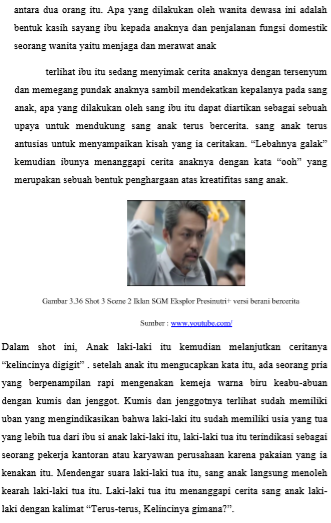 antara dua orang itu. Apa yang dilakukan oleh wanita dewasa ini adalah
bentuk kasih sayang ibu kepada anaknya dan penjalanan fungsi domestik
seorang wanita yaitu menjaga dan merawat anak
terlihat ibu itu sedang menyimak cerita anaknya dengan tersenyum
dan memegang pundak anaknya sambil mendekatkan kepalanya pada sang
anak, apa yang dilakukan oleh sang ibu itu dapat diartikan sebagai sebuah
upaya untuk mendukung sang anak terus bercerita. sang anak terus
antusias untuk menyampaikan kisah yang ia ceritakan. “Lebahnya galak”
kemudian ibunya menanggapi cerita anaknya dengan kata “ooh” yang
merupakan sebuah bentuk penghargaan atas kreatifitas sang anak.
Gambar 3.36 Shot 3 Scene 2 Iklan SGM Eksplor Presinutri+ versi berani bercerita
Sumber : www.youtube.com/
Dalam shot ini, Anak laki-laki itu kemudian melanjutkan ceritanya
“kelincinya digigit” . setelah anak itu mengucapkan kata itu, ada seorang pria
yang berpenampilan rapi mengenakan kemeja warna biru keabu-abuan
dengan kumis dan jenggot. Kumis dan jenggotnya terlihat sudah memiliki
uban yang mengindikasikan bahwa laki-laki itu sudah memiliki usia yang tua
yang lebih tua dari ibu si anak laki-laki itu, laki-laki tua itu terindikasi sebagai
seorang pekerja kantoran atau karyawan perusahaan karena pakaian yang ia
kenakan itu. Mendengar suara laki-laki tua itu, sang anak langsung menoleh
kearah laki-laki tua itu. Laki-laki tua itu menanggapi cerita sang anak laki-
laki dengan kalimat “Terus-terus, Kelincinya gimana?”.